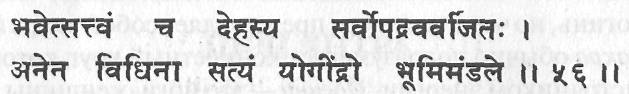 भवेत्सत्त्वं च देहस्य सर्वोपद्रववर्जितः ।
अनेन विधिना सत्यं योगींद्रो भूमिमंडले ॥ ५६ ॥